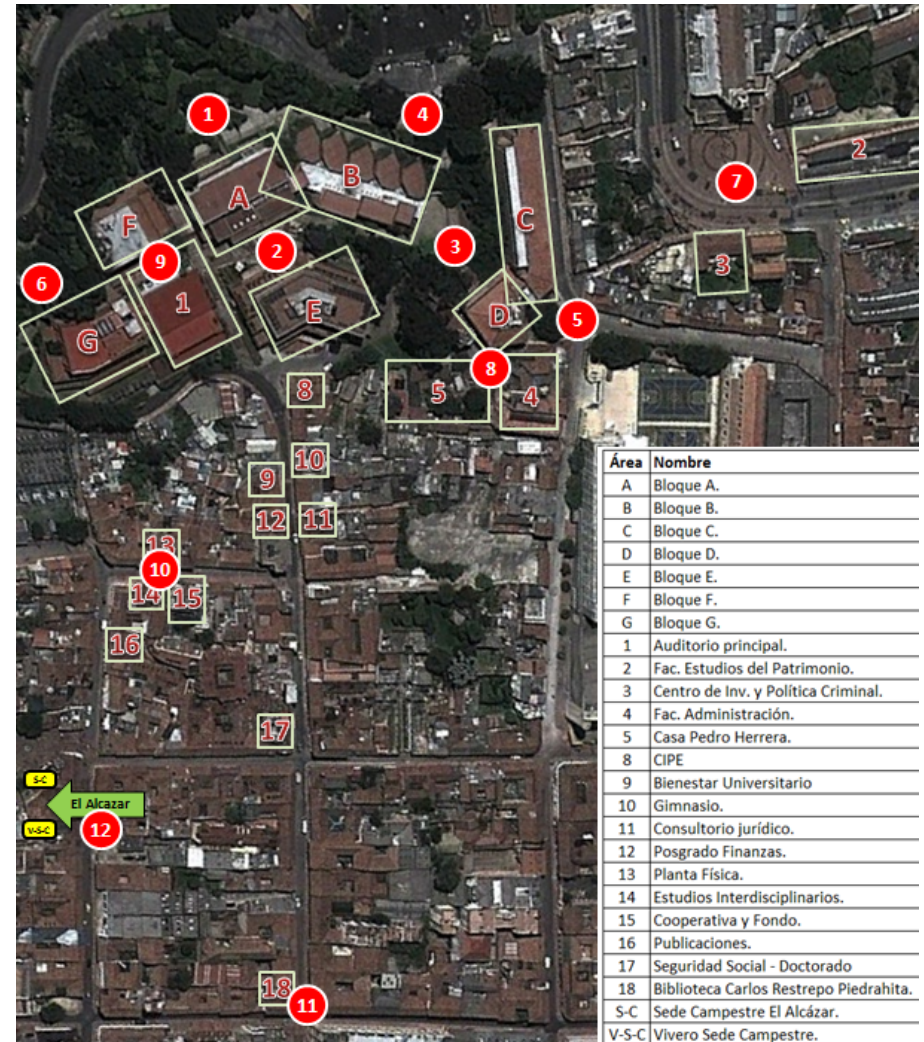 1
4
A
B
2
7
F
C
3
2
9
1
3
6
G
E
D
5
8
8
5
4
10
9
12
11
13
10
14
15
16
17
S-C
El Alcazar
V-S-C
12
18
11
Área Nombre
A Bloque A.
B Bloque B.
C Bloque C.
D Bloque D.
E Bloque E.
F Bloque F.
G Bloque G.
1 Auditorio principal.
2 Fac. Estudios del Patrimonio.
3 Centro de Inv. y Política Criminal.
4 Fac. Administración.
5 Casa Pedro Herrera.
8 CIPE
9 Bienestar Universitario
10 Gimnasio.
11 Consultorio jurídico.
12 Posgrado Finanzas.
13 Planta Física.
14 Estudios Interdisciplinarios.
15 Cooperativa y Fondo.
16 Publicaciones.
17 Seguridad Social - Doctorado
18 Biblioteca Carlos Restrepo Piedrahita.
S-C Sede Campestre El Alcázar.
V-S-C Vivero Sede Campestre.